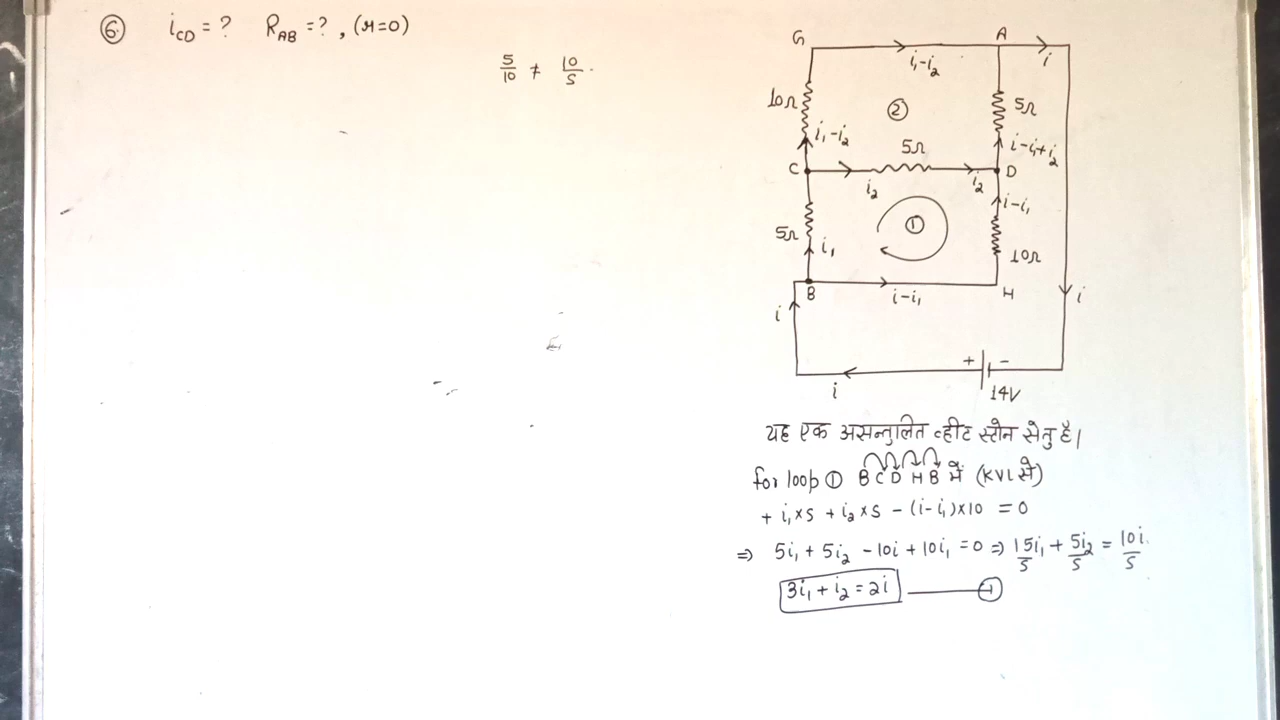 ⑥ i_CD = ? R_AB = ? , (r=0)
5/10 ≠ 10/5
G A
i₁-i₂ i
10Ω ② 5Ω
i₁-i₂ 5Ω i-i₁+i₂
C i₂ i₂ D
i-i₁
5Ω i₁ ① 10Ω
B i-i₁ H
i i
+ -
i 14V
यह एक असन्तुलित व्हीट स्टोन सेतु है।
for loop ① B C D H B में (KVL से)
+ i₁×5 + i₂×5 - (i-i₁)×10 = 0
⇒ 5i₁ + 5i₂ - 10i + 10i₁ = 0 ⇒ 15i₁/5 + 5i₂/5 = 10i/5
3i₁ + i₂ = 2i ——— ①